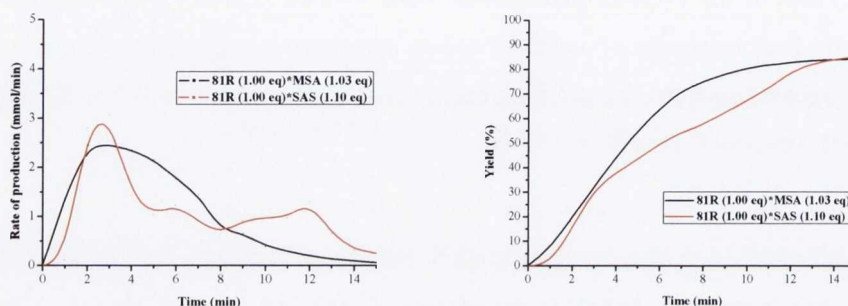 Rate of production (mmol/min)
5
4
3
2
1
0
81R (1.00 eq)*MSA (1.03 eq)
81R (1.00 eq)*SAS (1.10 eq)
0 2 4 6 8 10 12 14
Time (min)
Yield (%)
100
90
80
70
60
50
40
30
20
10
0
81R (1.00 eq)*MSA (1.03 eq)
81R (1.00 eq)*SAS (1.10 eq)
0 2 4 6 8 10 12 14
Time (min)